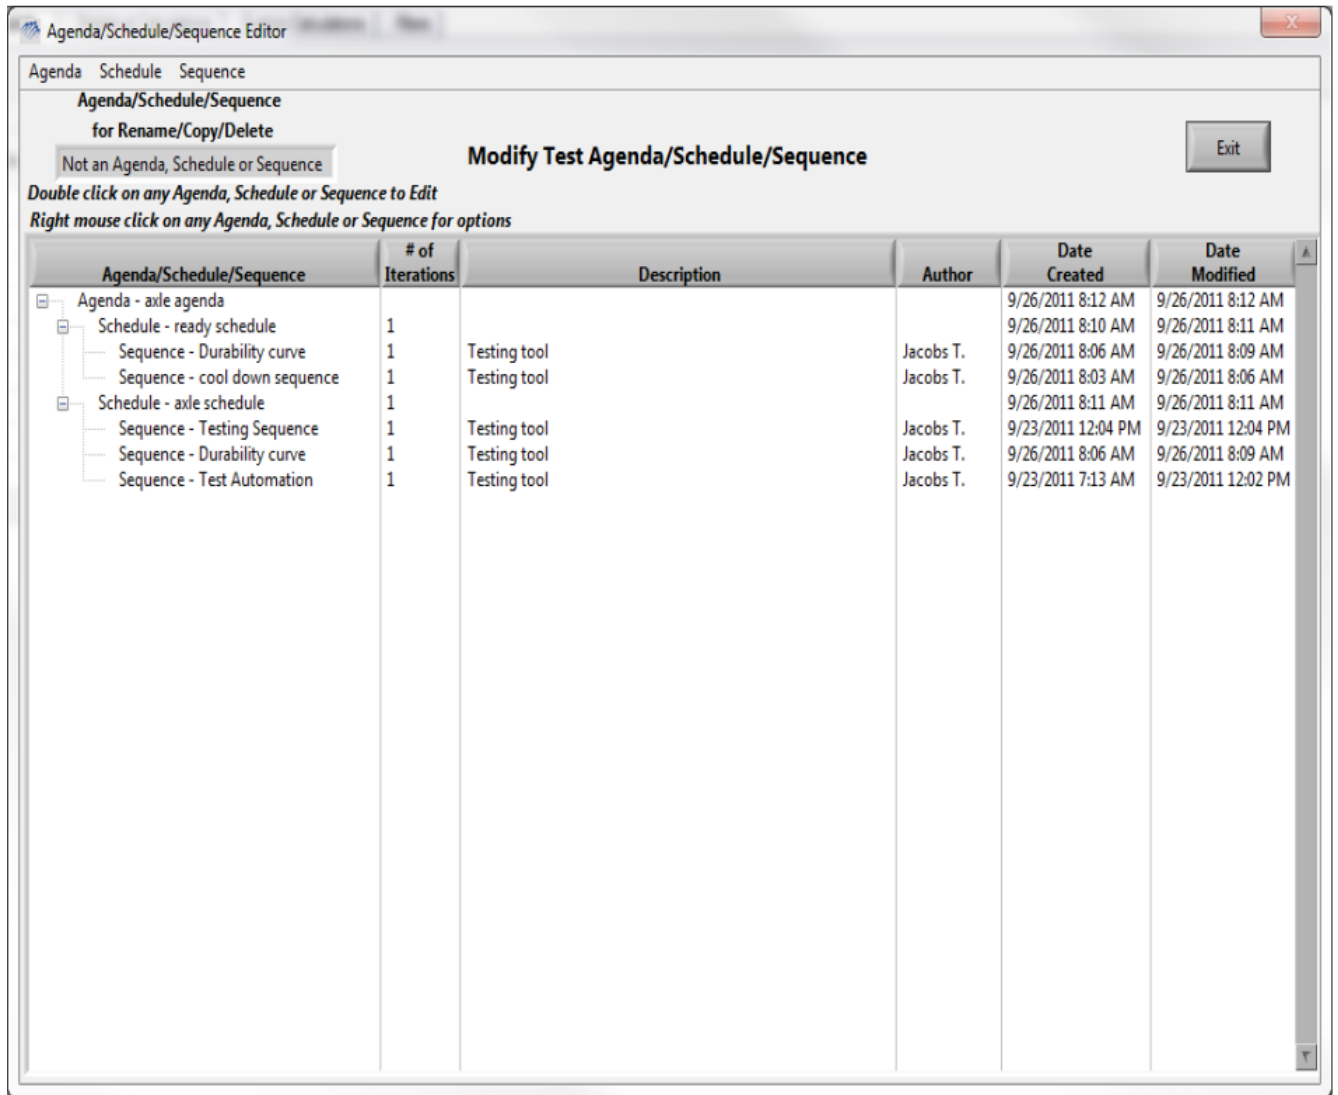 Agenda/Schedule/Sequence Editor
Agenda Schedule Sequence
Agenda/Schedule/Sequence
for Rename/Copy/Delete
Not an Agenda, Schedule or Sequence
Modify Test Agenda/Schedule/Sequence
Exit
Double click on any Agenda, Schedule or Sequence to Edit
Right mouse click on any Agenda, Schedule or Sequence for options
Agenda/Schedule/Sequence # of Iterations Description Author Date Created Date Modified
Agenda - axle agenda 9/26/2011 8:12 AM 9/26/2011 8:12 AM
Schedule - ready schedule 1 9/26/2011 8:10 AM 9/26/2011 8:11 AM
Sequence - Durability curve 1 Testing tool Jacobs T. 9/26/2011 8:06 AM 9/26/2011 8:09 AM
Sequence - cool down sequence 1 Testing tool Jacobs T. 9/26/2011 8:03 AM 9/26/2011 8:06 AM
Schedule - axle schedule 1 9/26/2011 8:11 AM 9/26/2011 8:11 AM
Sequence - Testing Sequence 1 Testing tool Jacobs T. 9/23/2011 12:04 PM 9/23/2011 12:04 PM
Sequence - Durability curve 1 Testing tool Jacobs T. 9/26/2011 8:06 AM 9/26/2011 8:09 AM
Sequence - Test Automation 1 Testing tool Jacobs T. 9/23/2011 7:13 AM 9/23/2011 12:02 PM